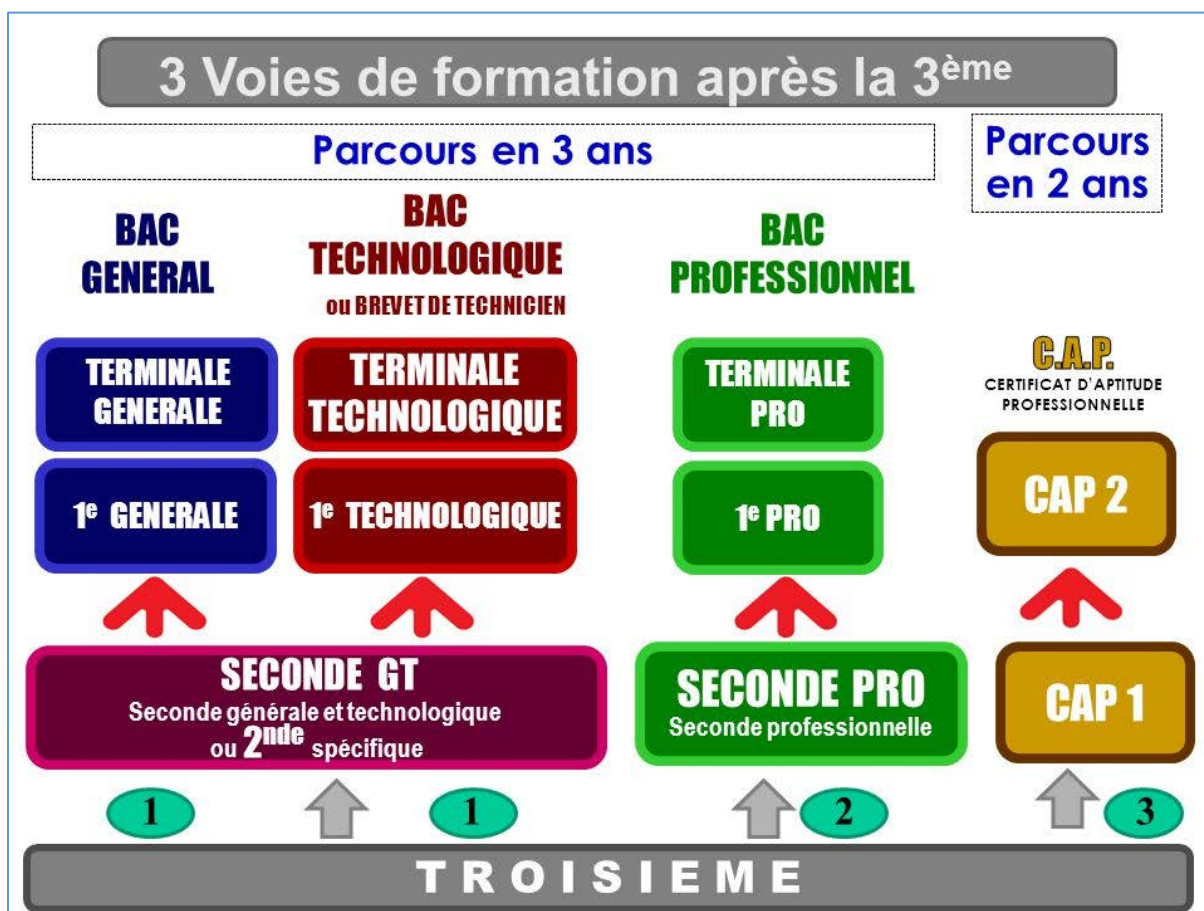 3 Voies de formation après la 3ème
Parcours en 3 ans
Parcours
en 2 ans
BAC
GENERAL
BAC
TECHNOLOGIQUE
ou BREVET DE TECHNICIEN
BAC
PROFESSIONNEL
C.A.P.
CERTIFICAT D'APTITUDE
PROFESSIONNELLE
TERMINALE
GENERALE
TERMINALE
TECHNOLOGIQUE
TERMINALE
PRO
1e GENERALE
1e TECHNOLOGIQUE
1e PRO
CAP 2
SECONDE GT
Seconde générale et technologique
ou 2nde spécifique
SECONDE PRO
Seconde professionnelle
CAP 1
1
1
2
3
TROISIEME